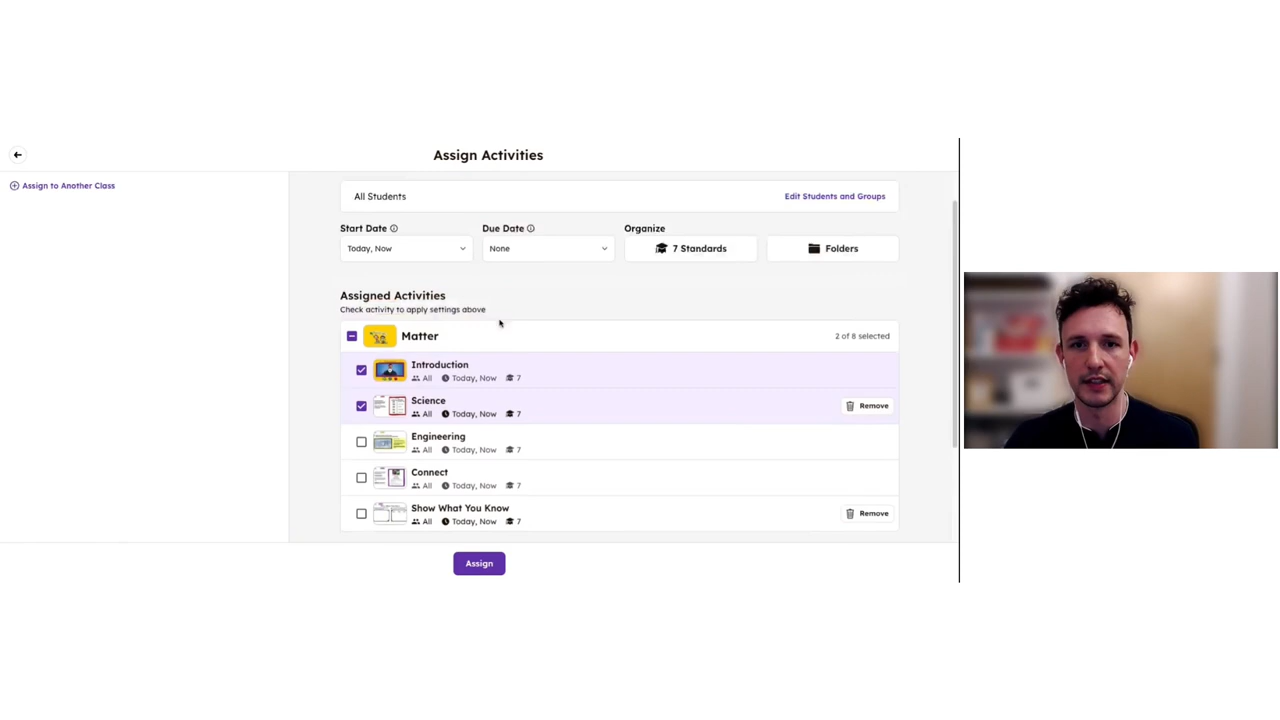 Assign Activities
Assign to Another Class
All Students
Edit Students and Groups
Start Date
Due Date
Organize
Today, Now
None
7 Standards
Folders
Assigned Activities
Check activity to apply settings above
Matter
2 of 8 selected
Introduction
All Today, Now 7
Science
All Today, Now 7
Remove
Engineering
All Today, Now 7
Connect
All Today, Now 7
Show What You Know
All Today, Now 7
Remove
Assign